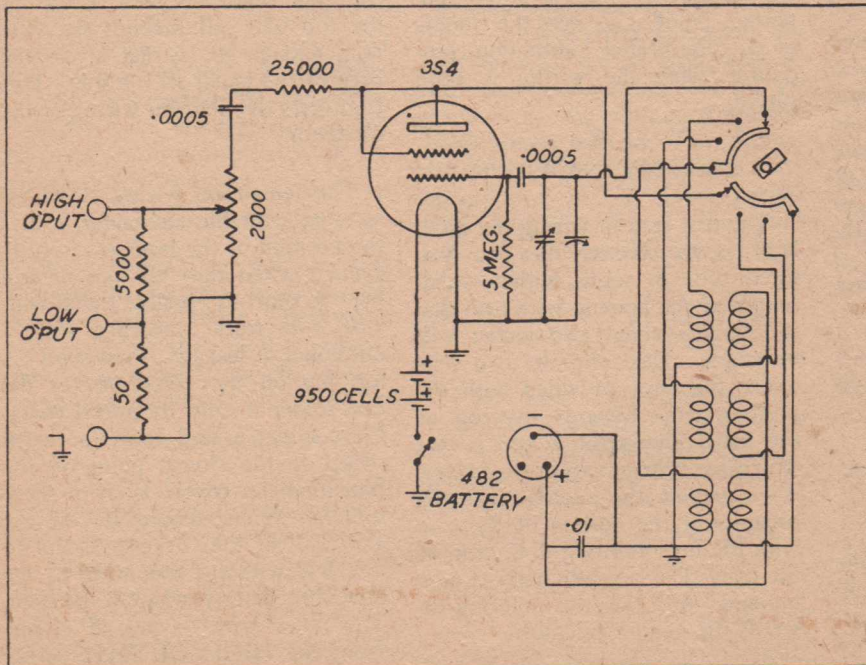 25000
3S4
.0005
.0005
HIGH
O'PUT
2000
5000
5 MEG.
LOW
O'PUT
50
+
-
+
-
950 CELLS
-
+
482
BATTERY
.01